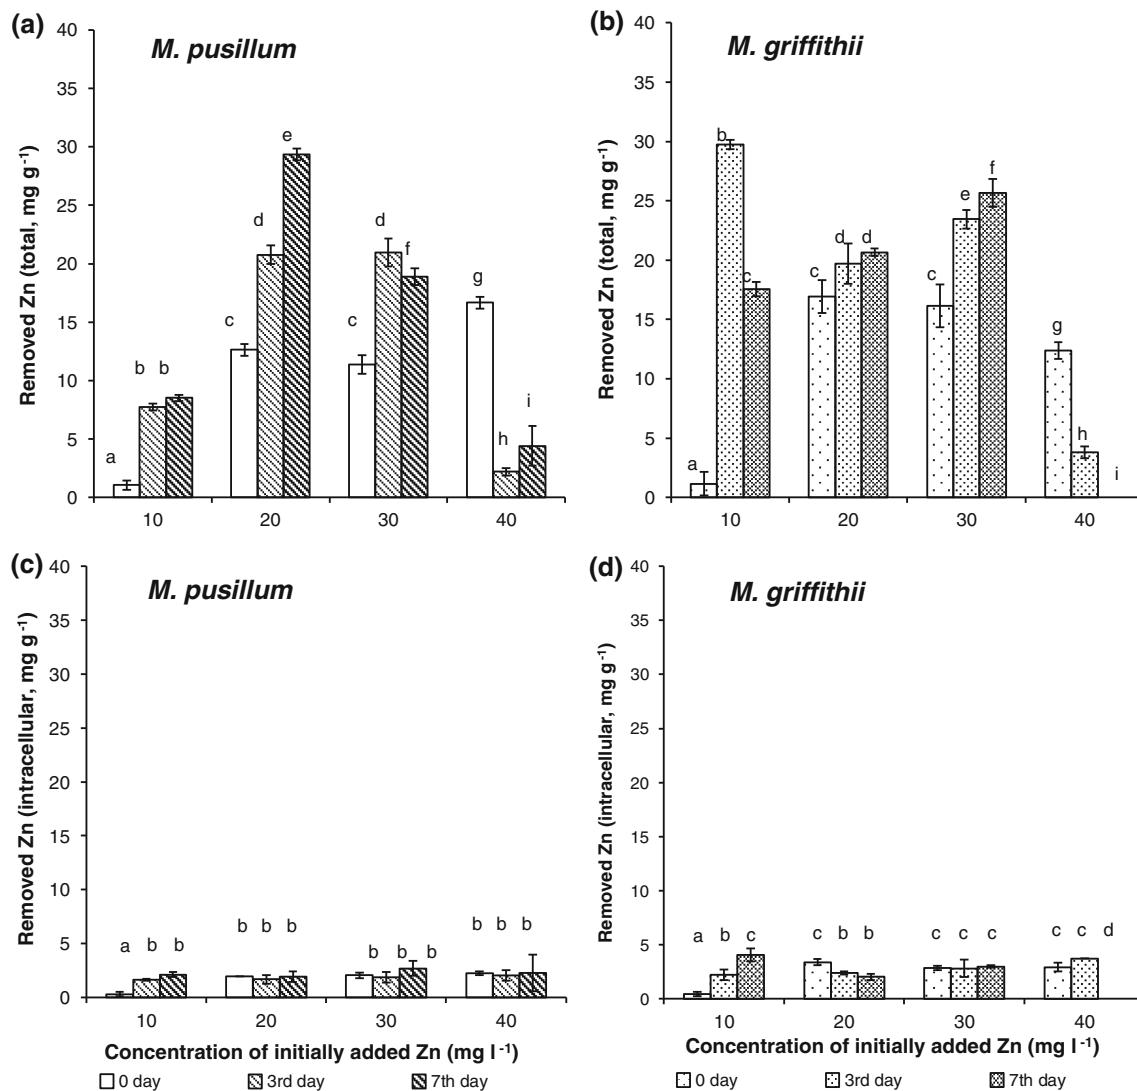 (a)
M. pusillum
Removed Zn (total, mg g-1)
40
35
30
25
20
15
10
5
0
a
b b
c
d
e
c
d
f
g
h
i
10 20 30 40
(b)
M. griffithii
Removed Zn (total, mg g-1)
40
35
30
25
20
15
10
5
0
a
b
c
c
d d
c
e
f
g
h
i
10 20 30 40
(c)
M. pusillum
Removed Zn (intracellular, mg g-1)
40
35
30
25
20
15
10
5
0
a b b
b b b
b b b
b b b
10 20 30 40
Concentration of initially added Zn (mg l-1)
0 day 3rd day 7th day
(d)
M. griffithii
Removed Zn (intracellular, mg g-1)
40
35
30
25
20
15
10
5
0
a b c
c b b
c c c
c c d
10 20 30 40
Concentration of initially added Zn (mg l-1)
0 day 3rd day 7th day